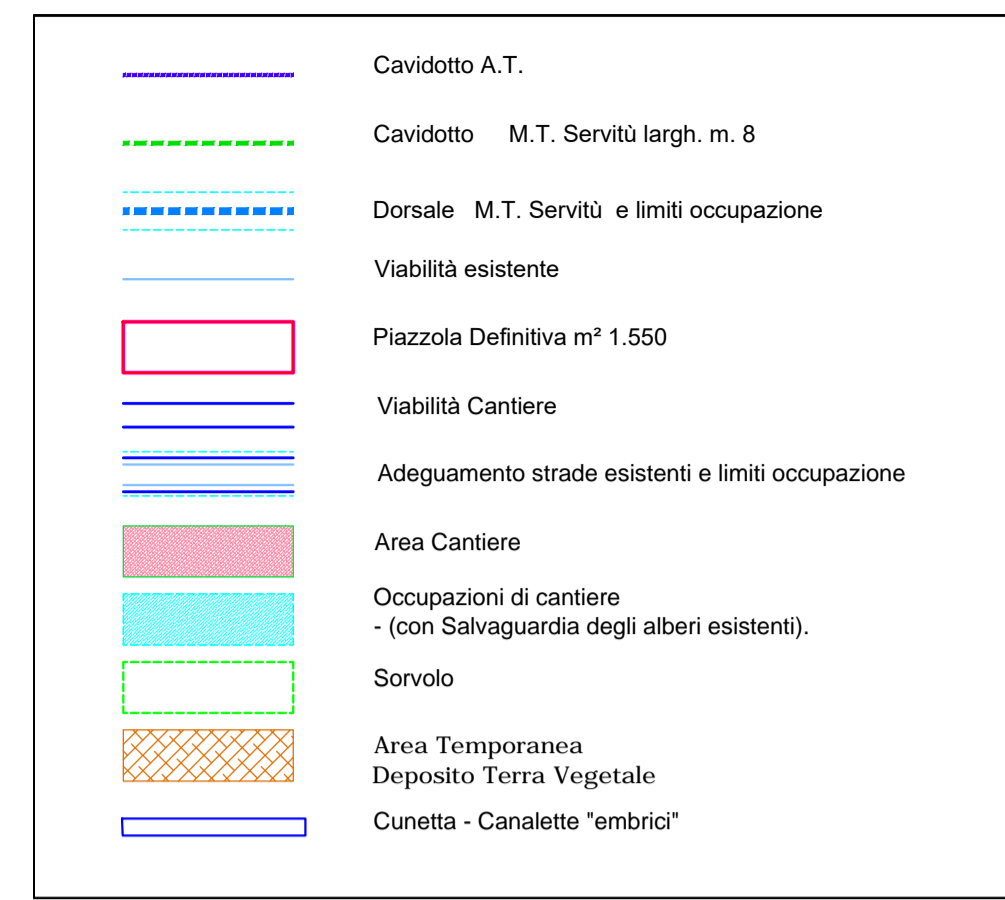 Cavidotto A.T.
Cavidotto M.T. Servitù largh. m. 8
Dorsale M.T. Servitù e limiti occupazione
Viabilità esistente
Piazzola Definitiva m² 1.550
Viabilità Cantiere
Adeguamento strade esistenti e limiti occupazione
Area Cantiere
Occupazioni di cantiere
- (con Salvaguardia degli alberi esistenti).
Sorvolo
Area Temporanea
Deposito Terra Vegetale
Cunetta - Canalette "embrici"